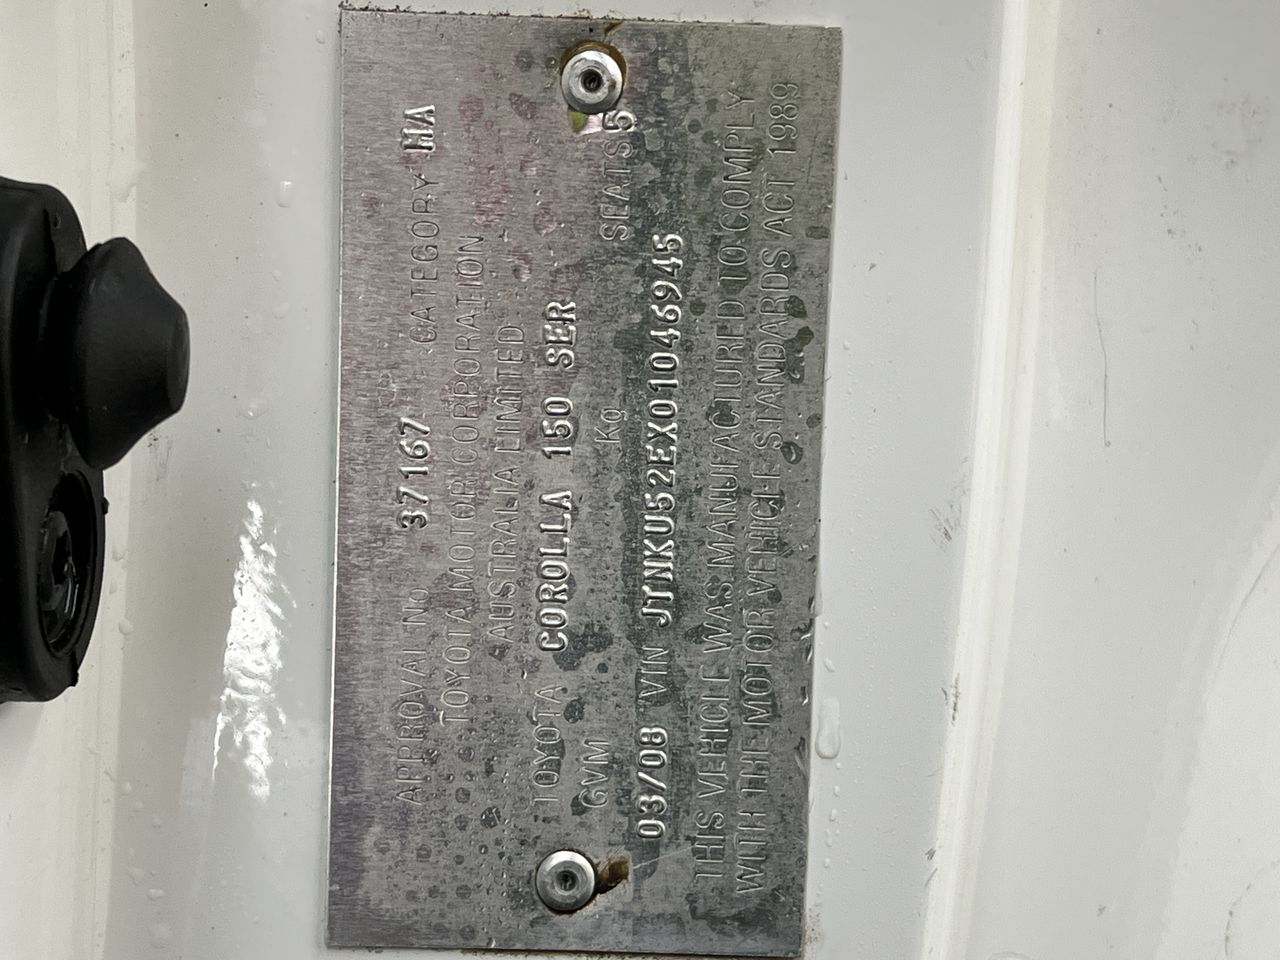 APPROVAL No 37167 CATEGORY MA
TOYOTA MOTOR CORPORATION
AUSTRALIA LIMITED
TOYOTA COROLLA 150 SER
GVM Kg SEATS 5
03/08 VIN JTNKU52EX01046945
THIS VEHICLE WAS MANUFACTURED TO COMPLY
WITH THE MOTOR VEHICLE STANDARDS ACT 1989